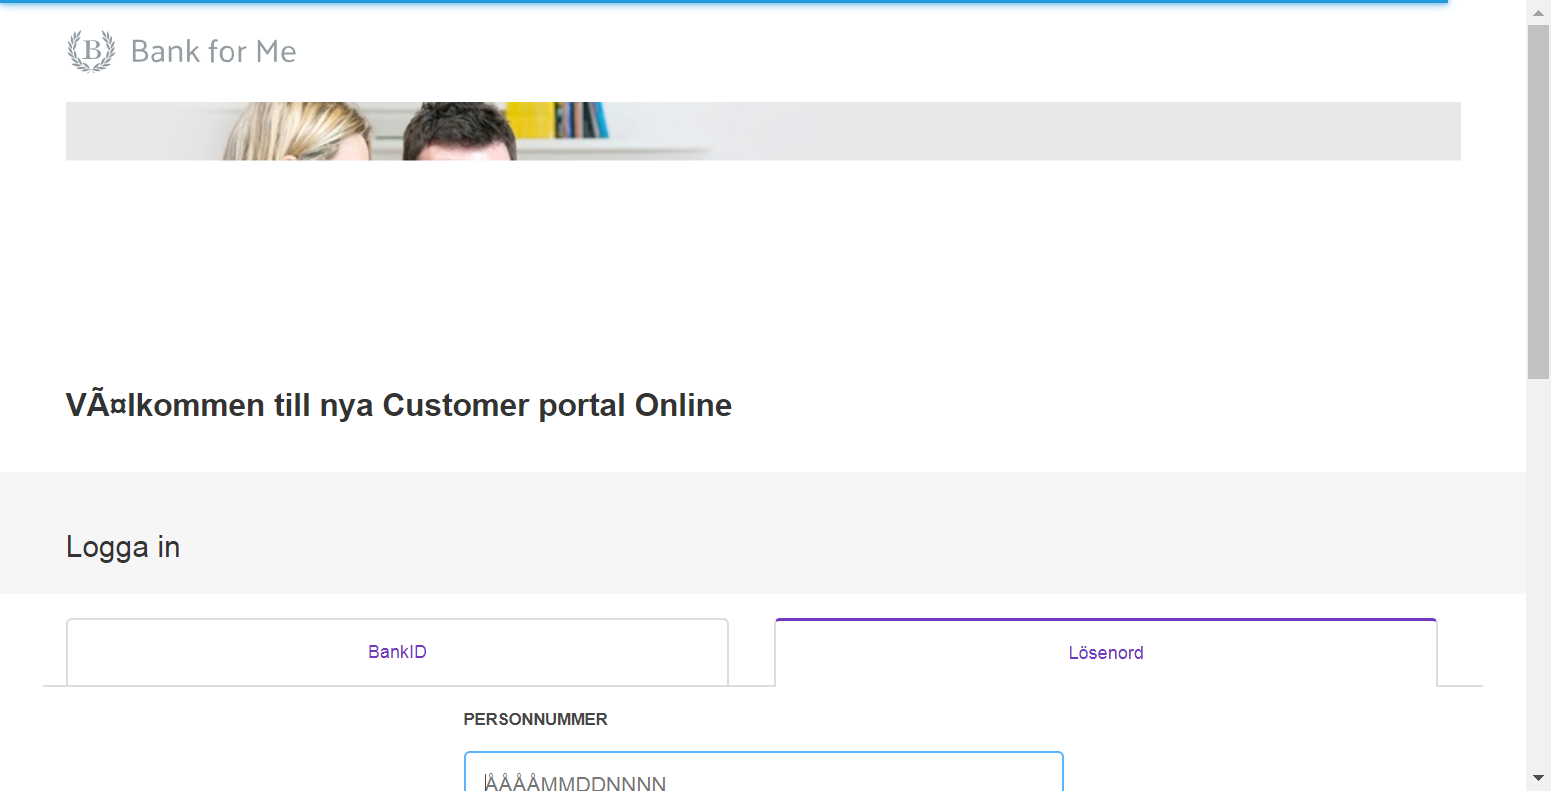 B Bank for Me
VÃ¤lkommen till nya Customer portal Online
Logga in
BankID
Lösenord
PERSONNUMMER
ÅÅÅÅMMDDNNNN